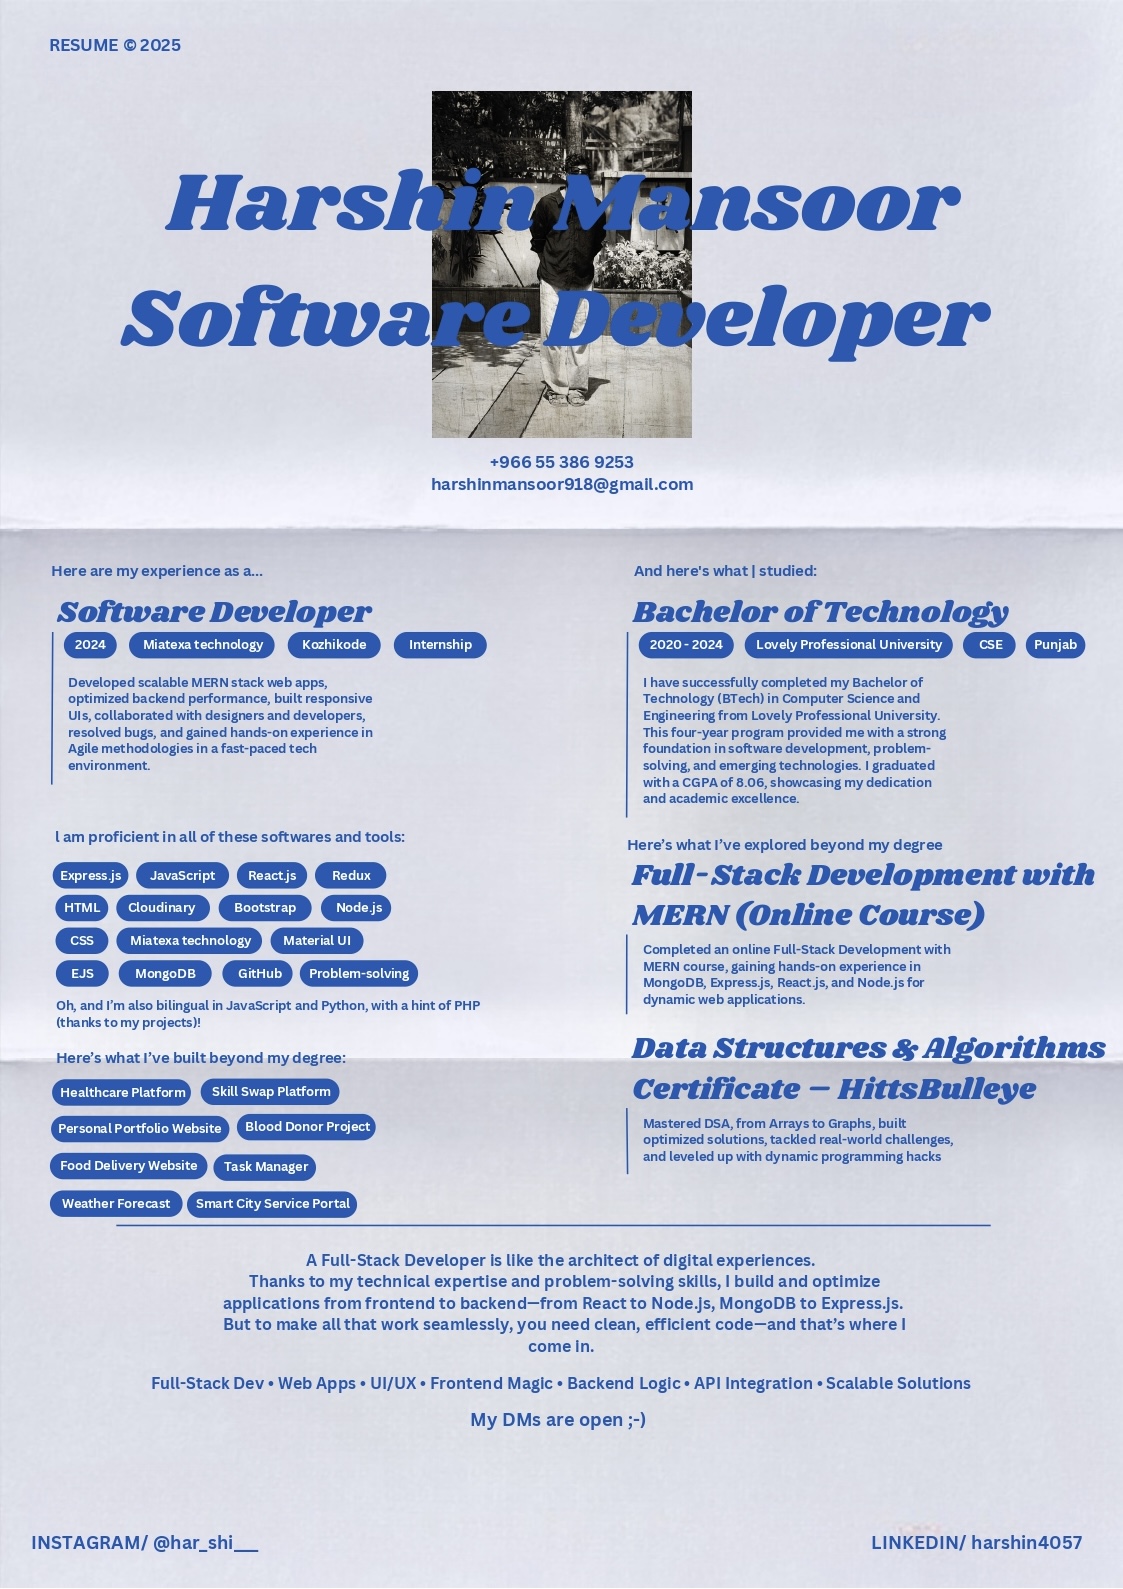 RESUME © 2025
Harshin Mansoor
Software Developer
+966 55 386 9253
harshinmansoor918@gmail.com
Here are my experience as a...
Software Developer
2024 Miatexa technology Kozhikode Internship
Developed scalable MERN stack web apps,
optimized backend performance, built responsive
UIs, collaborated with designers and developers,
resolved bugs, and gained hands-on experience in
Agile methodologies in a fast-paced tech
environment.
I am proficient in all of these softwares and tools:
Express.js JavaScript React.js Redux
HTML Cloudinary Bootstrap Node.js
CSS Miatexa technology Material UI
EJS MongoDB GitHub Problem-solving
Oh, and I’m also bilingual in JavaScript and Python, with a hint of PHP
(thanks to my projects)!
Here’s what I’ve built beyond my degree:
Healthcare Platform Skill Swap Platform
Personal Portfolio Website Blood Donor Project
Food Delivery Website Task Manager
Weather Forecast Smart City Service Portal
And here's what | studied:
Bachelor of Technology
2020 - 2024 Lovely Professional University CSE Punjab
I have successfully completed my Bachelor of
Technology (BTech) in Computer Science and
Engineering from Lovely Professional University.
This four-year program provided me with a strong
foundation in software development, problem-
solving, and emerging technologies. I graduated
with a CGPA of 8.06, showcasing my dedication
and academic excellence.
Here’s what I’ve explored beyond my degree
Full-Stack Development with
MERN (Online Course)
Completed an online Full-Stack Development with
MERN course, gaining hands-on experience in
MongoDB, Express.js, React.js, and Node.js for
dynamic web applications.
Data Structures & Algorithms
Certificate – HittsBulleye
Mastered DSA, from Arrays to Graphs, built
optimized solutions, tackled real-world challenges,
and leveled up with dynamic programming hacks
A Full-Stack Developer is like the architect of digital experiences.
Thanks to my technical expertise and problem-solving skills, I build and optimize
applications from frontend to backend—from React to Node.js, MongoDB to Express.js.
But to make all that work seamlessly, you need clean, efficient code—and that’s where I
come in.
Full-Stack Dev • Web Apps • UI/UX • Frontend Magic • Backend Logic • API Integration • Scalable Solutions
My DMs are open ;-)
INSTAGRAM/ @har_shi___
LINKEDIN/ harshin4057